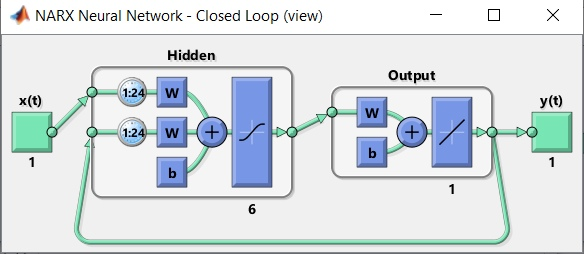 NARX Neural Network - Closed Loop (view)
Hidden
Output
x(t)
y(t)
1:24
W
1:24
W
b
W
b
1
6
1
1